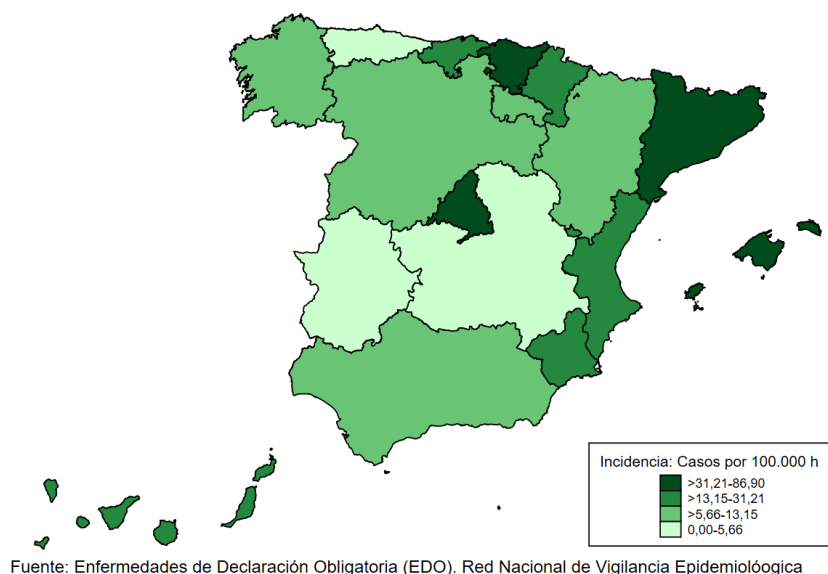 Incidencia: Casos por 100.000 h
>31,21-86,90
>13,15-31,21
>5,66-13,15
0,00-5,66
Fuente: Enfermedades de Declaración Obligatoria (EDO). Red Nacional de Vigilancia Epidemiolóogica